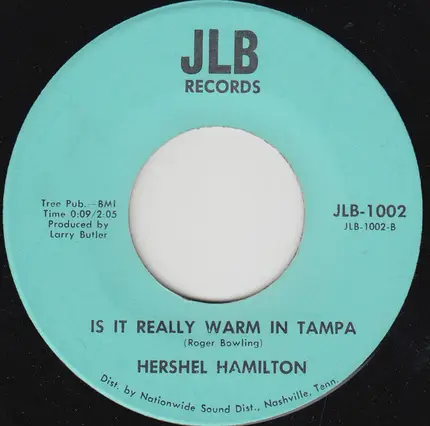 JLB
RECORDS
Tree Pub.—BMI
Time 0:09/2:05
Produced by
Larry Butler
JLB-1002
JLB-1002-B
IS IT REALLY WARM IN TAMPA
(Roger Bowling)
HERSHEL HAMILTON
Dist. by Nationwide Sound Dist., Nashville, Tenn.